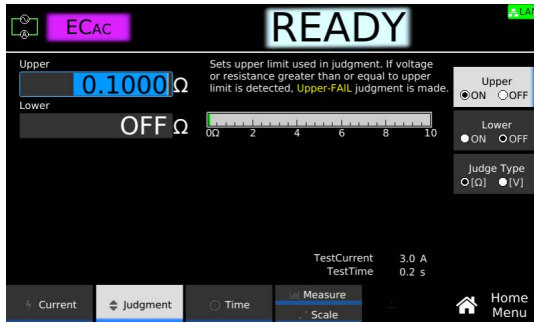 ECAC
READY
LAN
Upper
0.1000 Ω
Sets upper limit used in judgment. If voltage
or resistance greater than or equal to upper
limit is detected, Upper-FAIL judgment is made.
Lower
OFF Ω
0Ω 2 4 6 8 10
Upper
ON OFF
Lower
ON OFF
Judge Type
[Ω] [V]
TestCurrent 3.0 A
TestTime 0.2 s
Current
Judgment
Time
Measure
Scale
Home
Menu